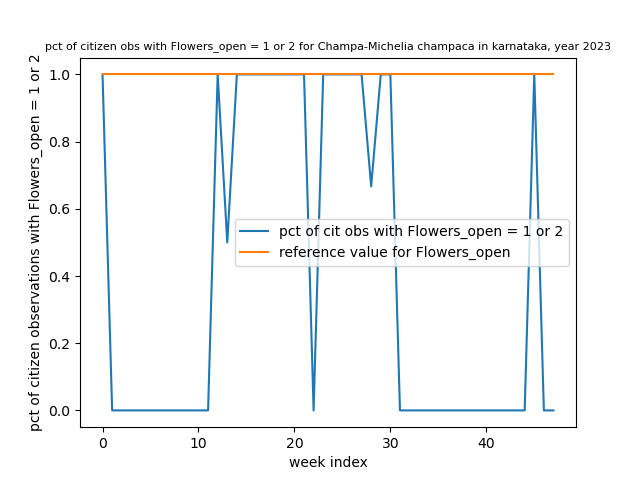 pct of citizen obs with Flowers_open = 1 or 2 for Champa-Michelia champaca in karnataka, year 2023
pct of citizen observations with Flowers_open = 1 or 2
1.0
0.8
0.6
0.4
0.2
0.0
pct of cit obs with Flowers_open = 1 or 2
reference value for Flowers_open
0 10 20 30 40
week index